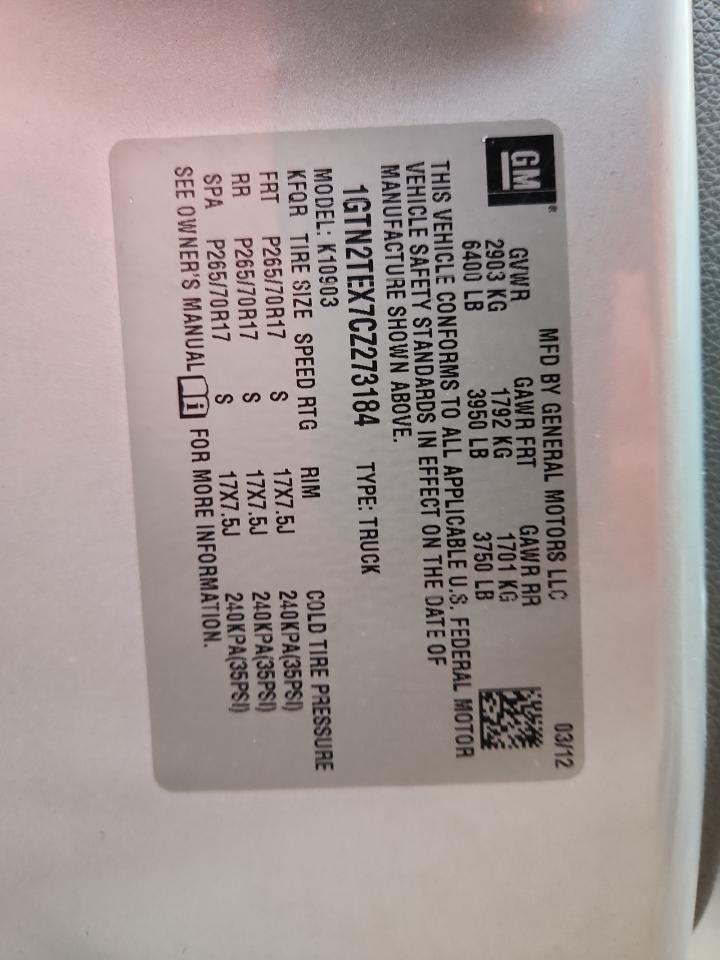 GM® MFD BY GENERAL MOTORS LLC 03/12
GVWR GAWR FRT GAWR RR
2903 KG 1792 KG 1701 KG
6400 LB 3950 LB 3750 LB
THIS VEHICLE CONFORMS TO ALL APPLICABLE U.S. FEDERAL MOTOR
VEHICLE SAFETY STANDARDS IN EFFECT ON THE DATE OF
MANUFACTURE SHOWN ABOVE.
1GTN2TEX7CZ273184 TYPE: TRUCK
MODEL: K10903
KFQR TIRE SIZE SPEED RTG RIM COLD TIRE PRESSURE
FRT P265/70R17 S 17X7.5J 240KPA(35PSI)
RR P265/70R17 S 17X7.5J 240KPA(35PSI)
SPA P265/70R17 S 17X7.5J 240KPA(35PSI)
SEE OWNER'S MANUAL i FOR MORE INFORMATION.